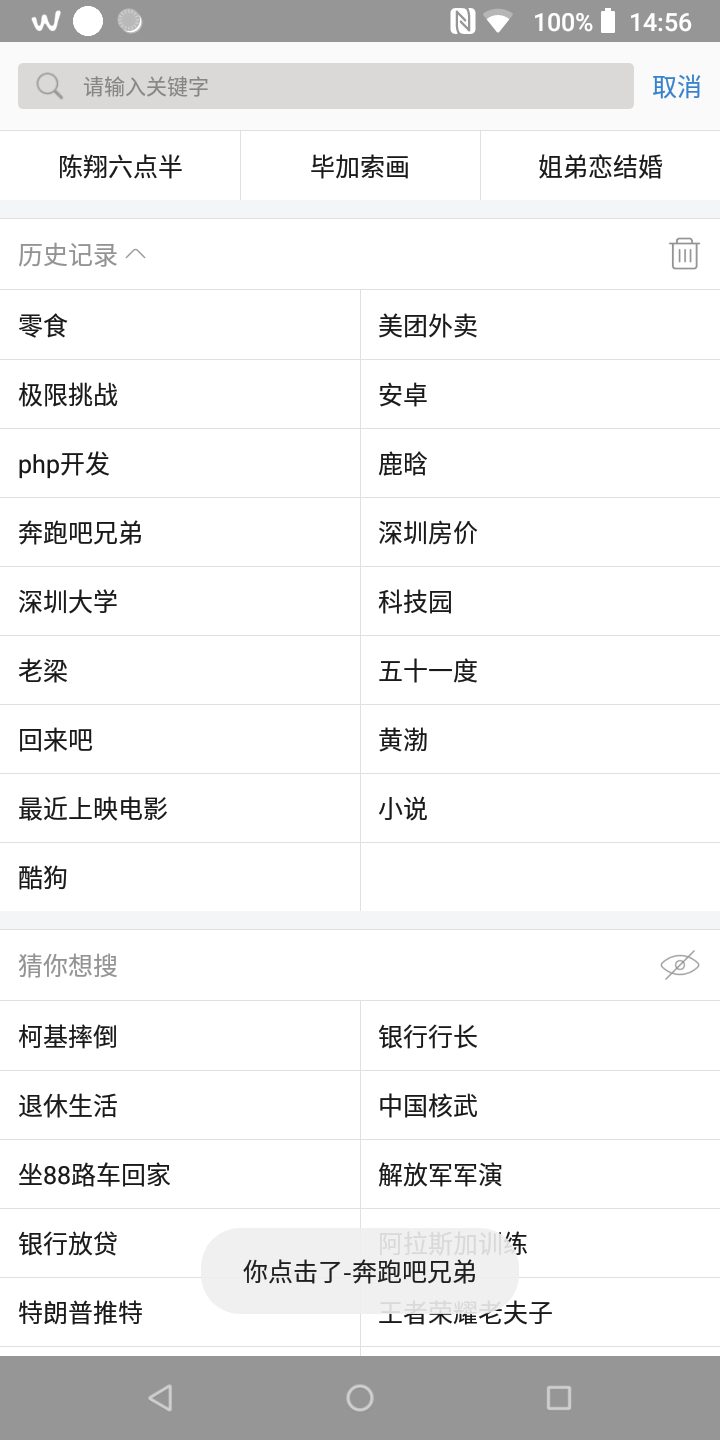 100% 14:56
请输入关键字 取消
陈翔六点半 毕加索画 姐弟恋结婚
历史记录
零食 美团外卖
极限挑战 安卓
php开发 鹿晗
奔跑吧兄弟 深圳房价
深圳大学 科技园
老梁 五十一度
回来吧 黄渤
最近上映电影 小说
酷狗
猜你想搜
柯基摔倒 银行行长
退休生活 中国核武
坐88路车回家 解放军军演
银行放贷 阿拉斯加训练
你点击了-奔跑吧兄弟
特朗普推特 王者荣耀老夫子